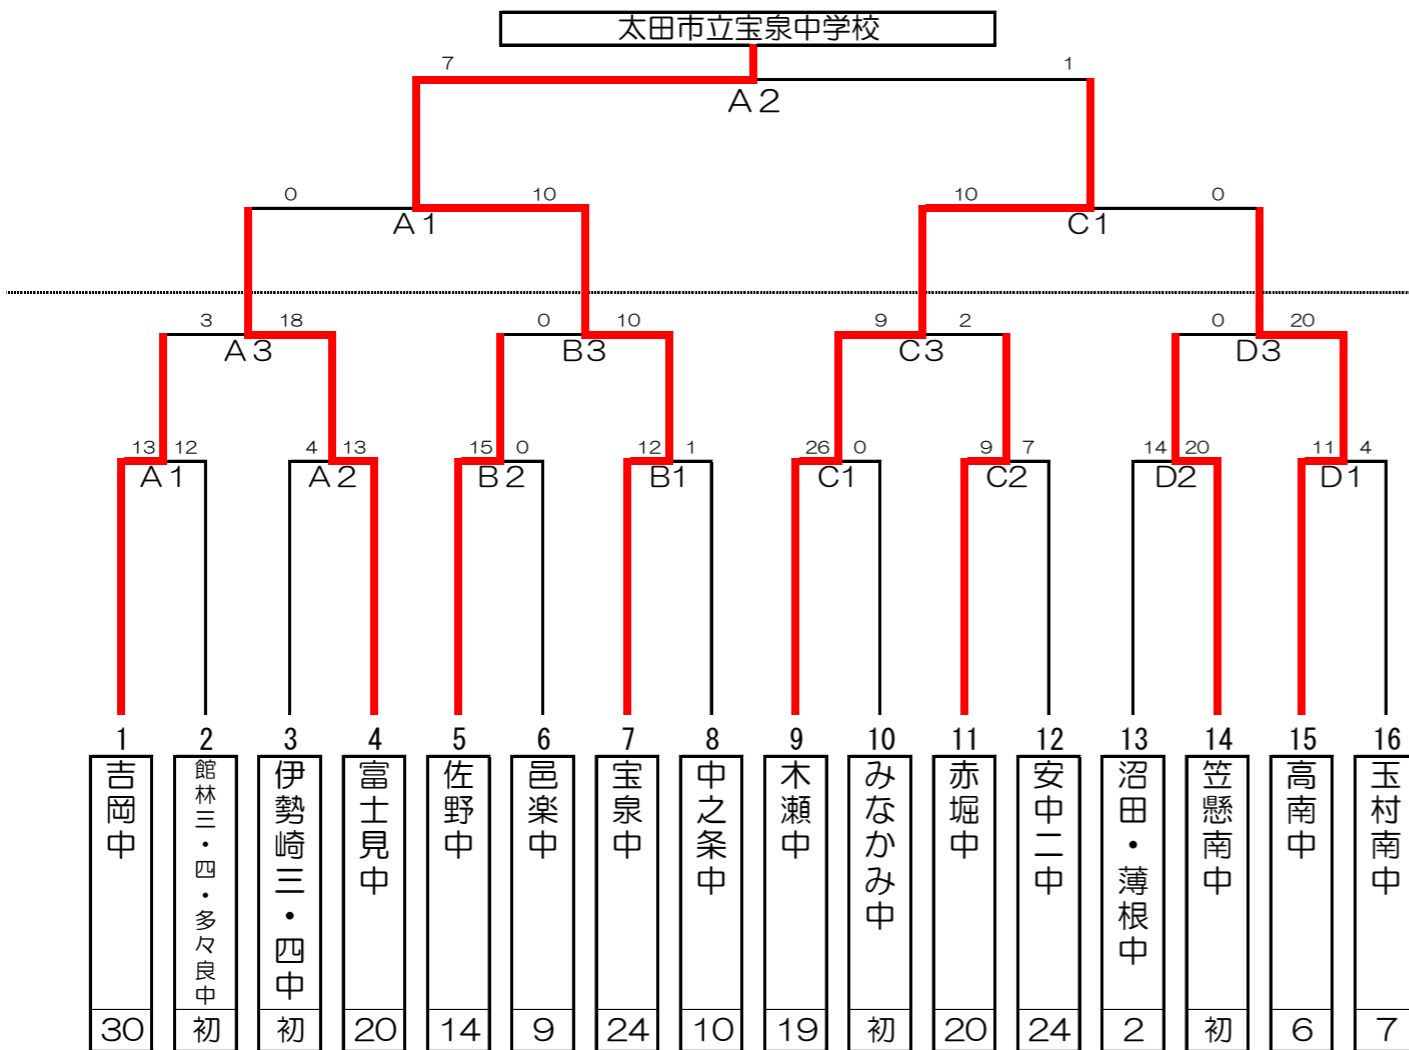 太田市立宝泉中学校
7 1
A2
0 10 10 0
A1 C1
3 18 0 10 9 2 0 20
A3 B3 C3 D3
13 12 4 13 15 0 12 1 26 0 9 7 14 20 11 4
A1 A2 B2 B1 C1 C2 D2 D1
1 2 3 4 5 6 7 8 9 10 11 12 13 14 15 16
吉岡中
館林三・四・多々良中
伊勢崎三・四中
富士見中
佐野中
邑楽中
宝泉中
中之条中
木瀬中
みなかみ中
赤堀中
安中二中
沼田・薄根中
笠懸南中
高南中
玉村南中
30 初 初 20 14 9 24 10 19 初 20 24 2 初 6 7